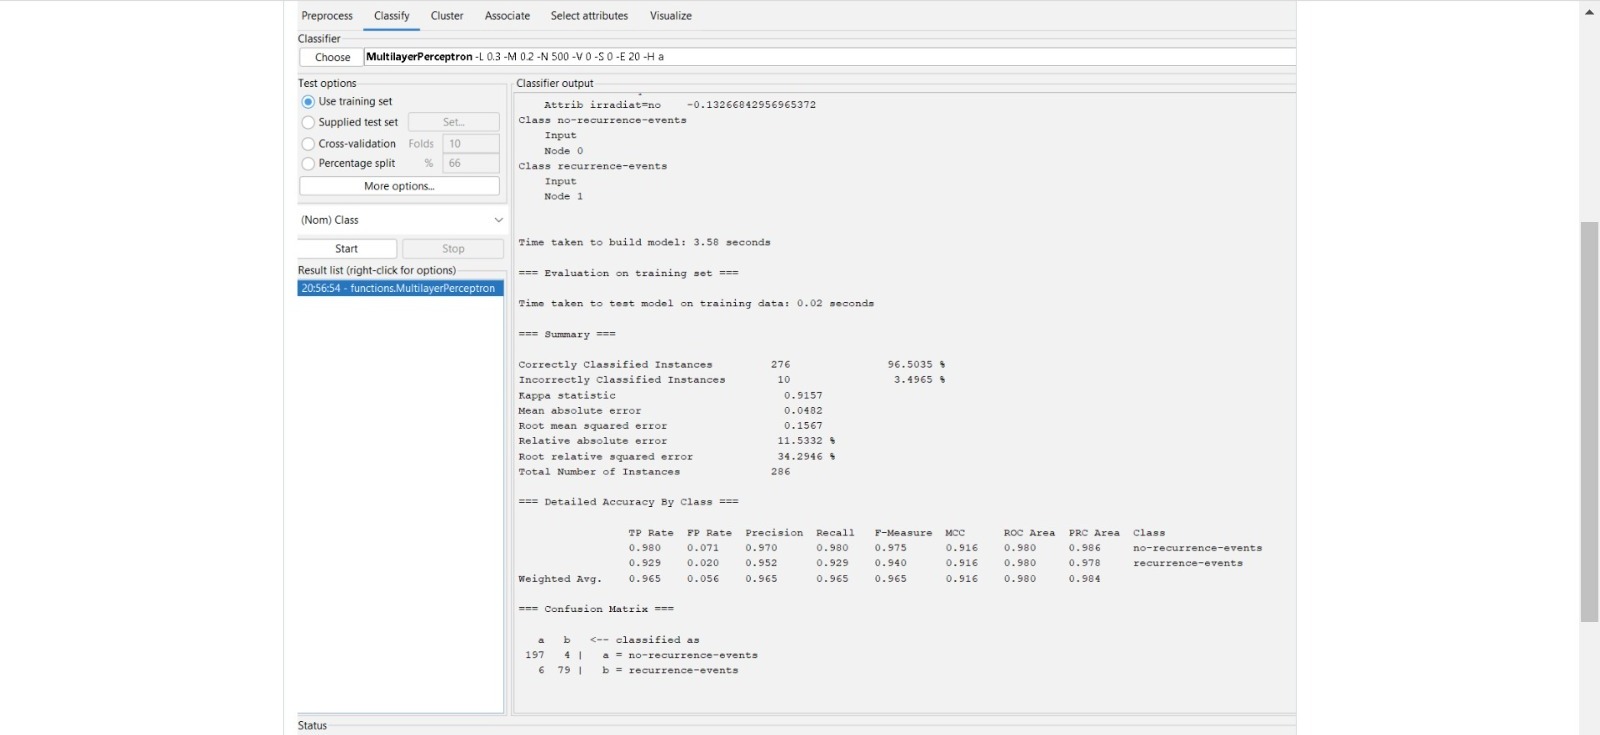 Preprocess Classify Cluster Associate Select attributes Visualize
Classifier
Choose MultilayerPerceptron -L 0.3 -M 0.2 -N 500 -V 0 -S 0 -E 20 -H a
Test options
Use training set
Supplied test set Set...
Cross-validation Folds 10
Percentage split % 66
More options...
(Nom) Class
Start Stop
Result list (right-click for options)
20:56:54 - functions.MultilayerPerceptron
Classifier output
Attrib irradiat=no -0.13266842956965372
Class no-recurrence-events
Input
Node 0
Class recurrence-events
Input
Node 1
Time taken to build model: 3.58 seconds
=== Evaluation on training set ===
Time taken to test model on training data: 0.02 seconds
=== Summary ===
Correctly Classified Instances 276 96.5035 %
Incorrectly Classified Instances 10 3.4965 %
Kappa statistic 0.9157
Mean absolute error 0.0482
Root mean squared error 0.1567
Relative absolute error 11.5332 %
Root relative squared error 34.2946 %
Total Number of Instances 286
=== Detailed Accuracy By Class ===
TP Rate FP Rate Precision Recall F-Measure MCC ROC Area PRC Area Class
0.980 0.071 0.970 0.980 0.975 0.916 0.980 0.986 no-recurrence-events
0.929 0.020 0.952 0.929 0.940 0.916 0.980 0.978 recurrence-events
Weighted Avg. 0.965 0.056 0.965 0.965 0.965 0.916 0.980 0.984
=== Confusion Matrix ===
a b <-- classified as
197 4 | a = no-recurrence-events
6 79 | b = recurrence-events
Status